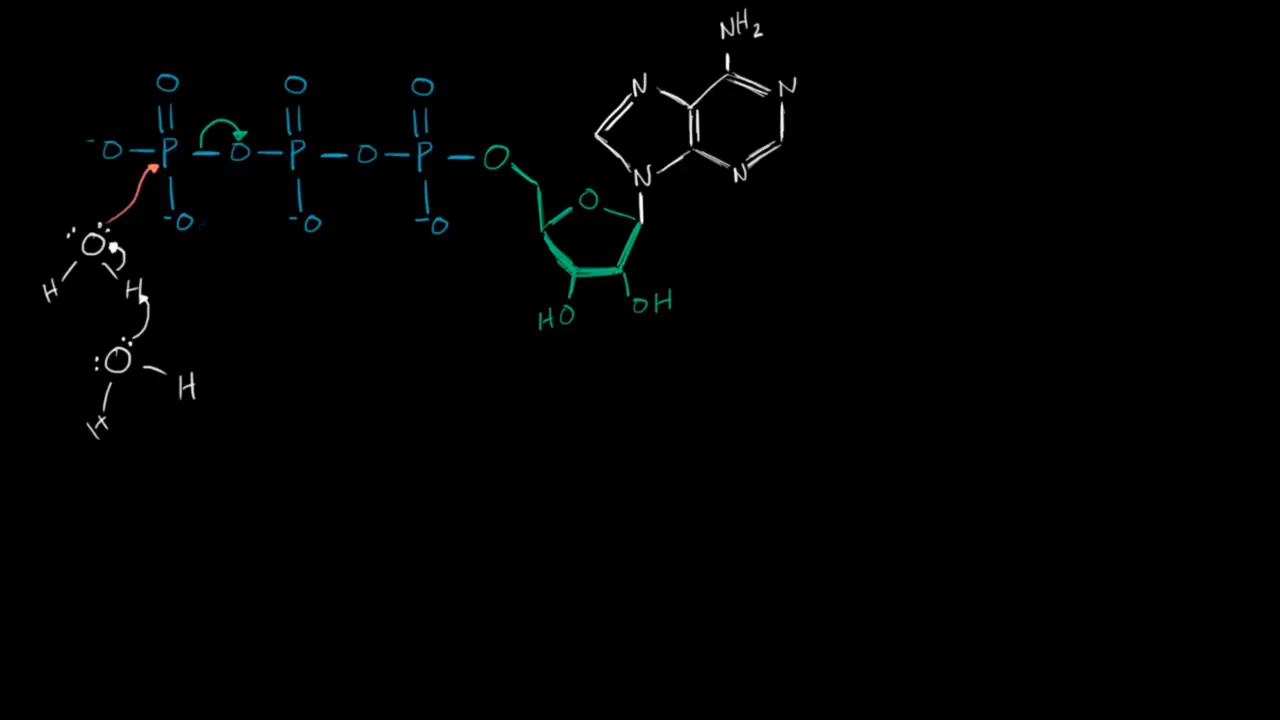 NH2
O O O N N
⁻O P O P O P O
N N
⁻O ⁻O ⁻O O
:O:
H H HO OH
:O:
H
H